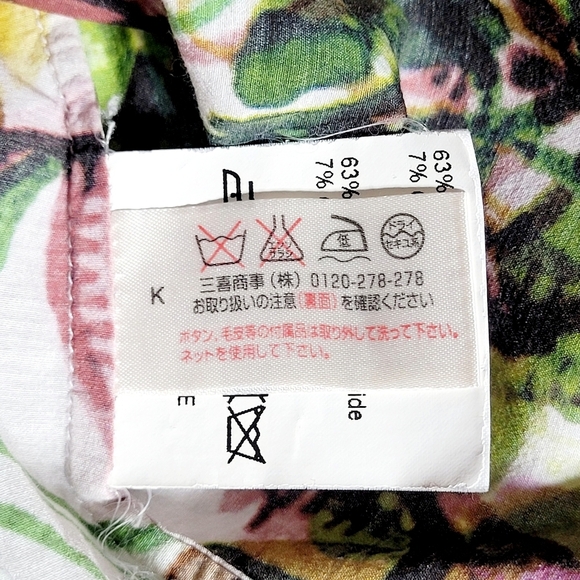 63%
7%
63%
7%
エンソ
サラシ
低
ドライ
セキユ系
K
三喜商事（株）0120-278-278
お取り扱いの注意（裏面）を確認ください
ボタン、毛皮等の付属品は取り外して洗って下さい。
ネットを使用して下さい。
E
ide